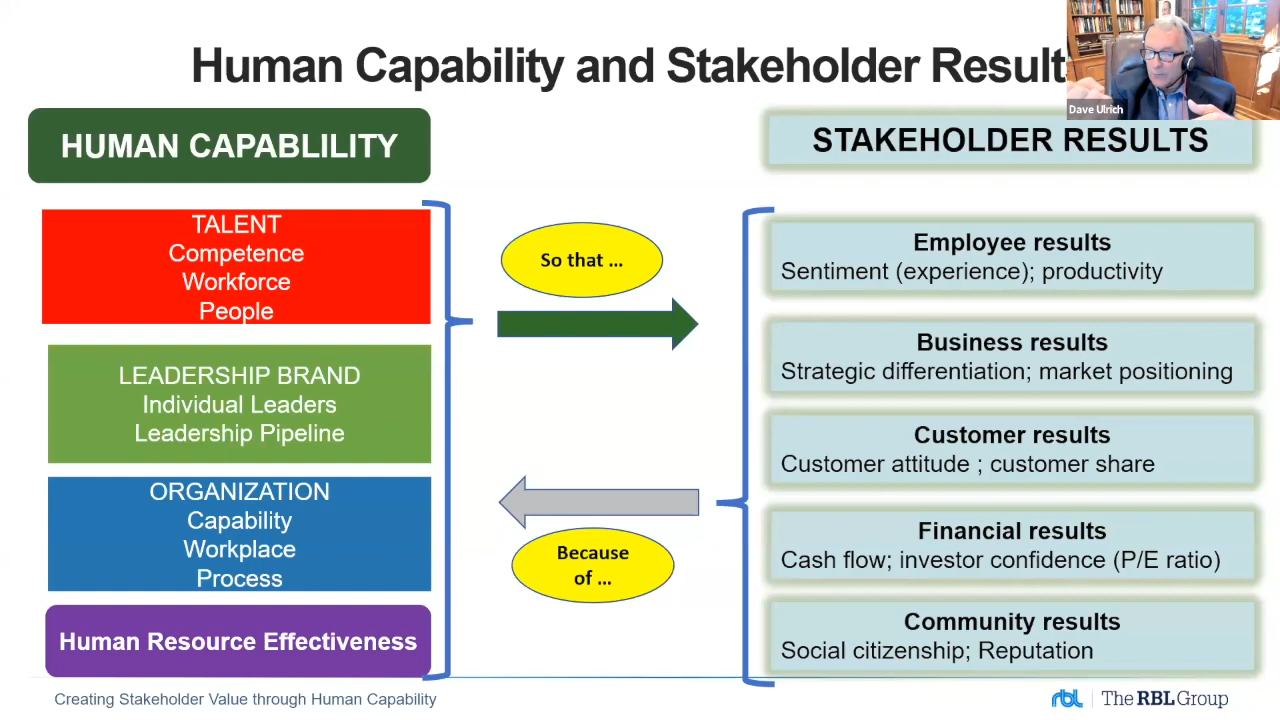 Human Capability and Stakeholder Result
Dave Ulrich
HUMAN CAPABLILITY
STAKEHOLDER RESULTS
TALENT
Competence
Workforce
People
LEADERSHIP BRAND
Individual Leaders
Leadership Pipeline
ORGANIZATION
Capability
Workplace
Process
Human Resource Effectiveness
So that ...
Because
of ...
Employee results
Sentiment (experience); productivity
Business results
Strategic differentiation; market positioning
Customer results
Customer attitude ; customer share
Financial results
Cash flow; investor confidence (P/E ratio)
Community results
Social citizenship; Reputation
Creating Stakeholder Value through Human Capability
rbl The RBL Group